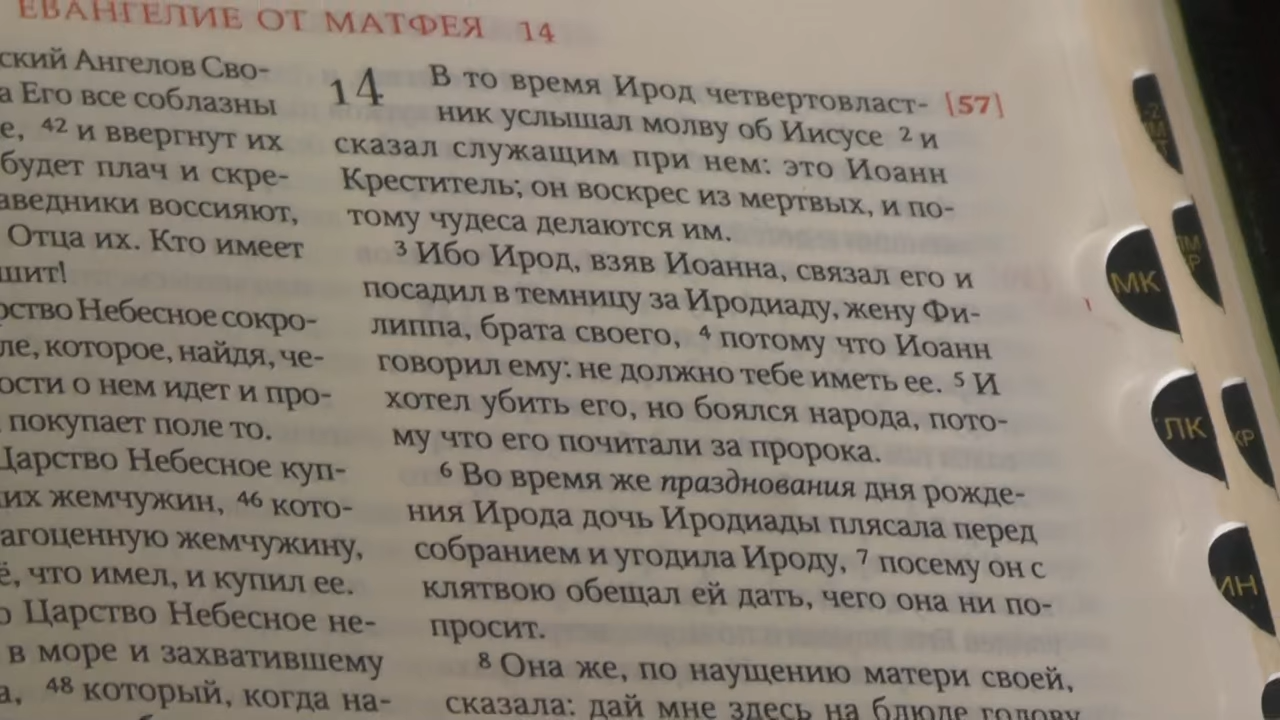 ЕВАНГЕЛИЕ ОТ МАТФЕЯ 14
ский Ангелов Сво-
а Его все соблазны
е, 42 и ввергнут их
будет плач и скре-
аведники воссияют,
Отца их. Кто имеет
шит!
рство Небесное сокро-
ле, которое, найдя, че-
ости о нем идет и про-
покупает поле то.
Царство Небесное куп-
их жемчужин, 46 кото-
агоценную жемчужину,
ё, что имел, и купил ее.
о Царство Небесное не-
в море и захватившему
а, 48 который, когда на-
14 В то время Ирод четвертовласт- [57]
ник услышал молву об Иисусе 2 и
сказал служащим при нем: это Иоанн
Креститель; он воскрес из мертвых, и по-
тому чудеса делаются им.
3 Ибо Ирод, взяв Иоанна, связал его и
посадил в темницу за Иродиаду, жену Фи-
липпа, брата своего, 4 потому что Иоанн
говорил ему: не должно тебе иметь ее. 5 И
хотел убить его, но боялся народа, пото-
му что его почитали за пророка.
6 Во время же празднования дня рожде-
ния Ирода дочь Иродиады плясала перед
собранием и угодила Ироду, 7 посему он с
клятвою обещал ей дать, чего она ни по-
просит.
8 Она же, по наущению матери своей,
сказала: дай мне здесь на блюде голову
МК
ЛК
ИН